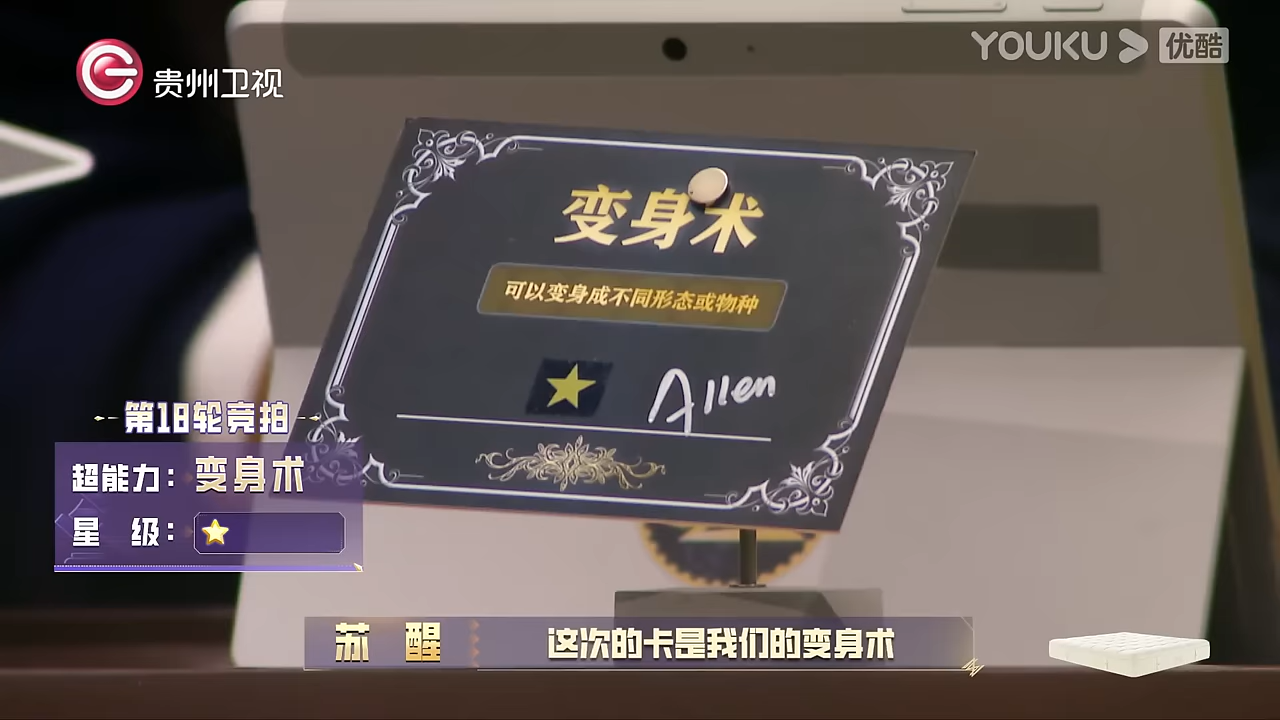 贵州卫视
YOUKU 优酷
变身术
可以变身成不同形态或物种
Allen
第18轮竞拍
超能力：变身术
星级：
苏醒 这次的卡是我们的变身术